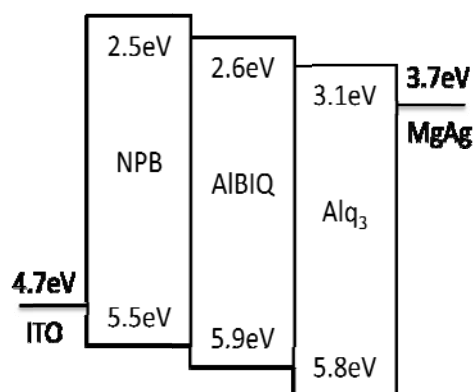 2.5eV
2.6eV
3.1eV
3.7eV
MgAg
NPB
AlBIQ
Alq₃
4.7eV
ITO
5.5eV
5.9eV
5.8eV